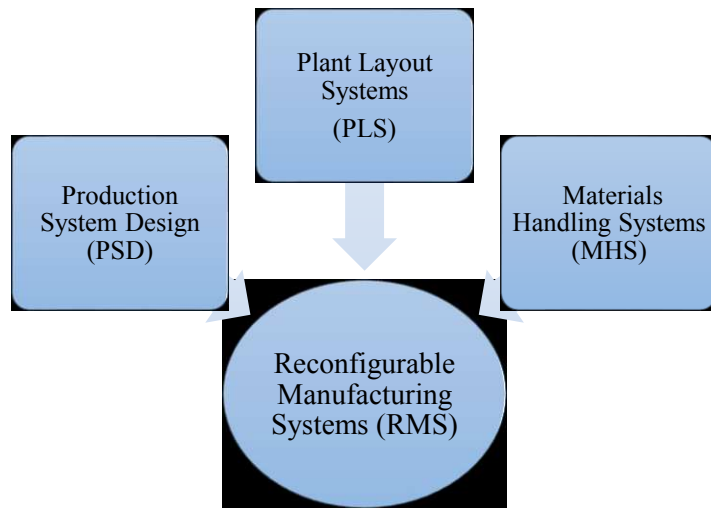 Plant Layout
Systems
(PLS)
Production
System Design
(PSD)
Materials
Handling Systems
(MHS)
Reconfigurable
Manufacturing
Systems (RMS)